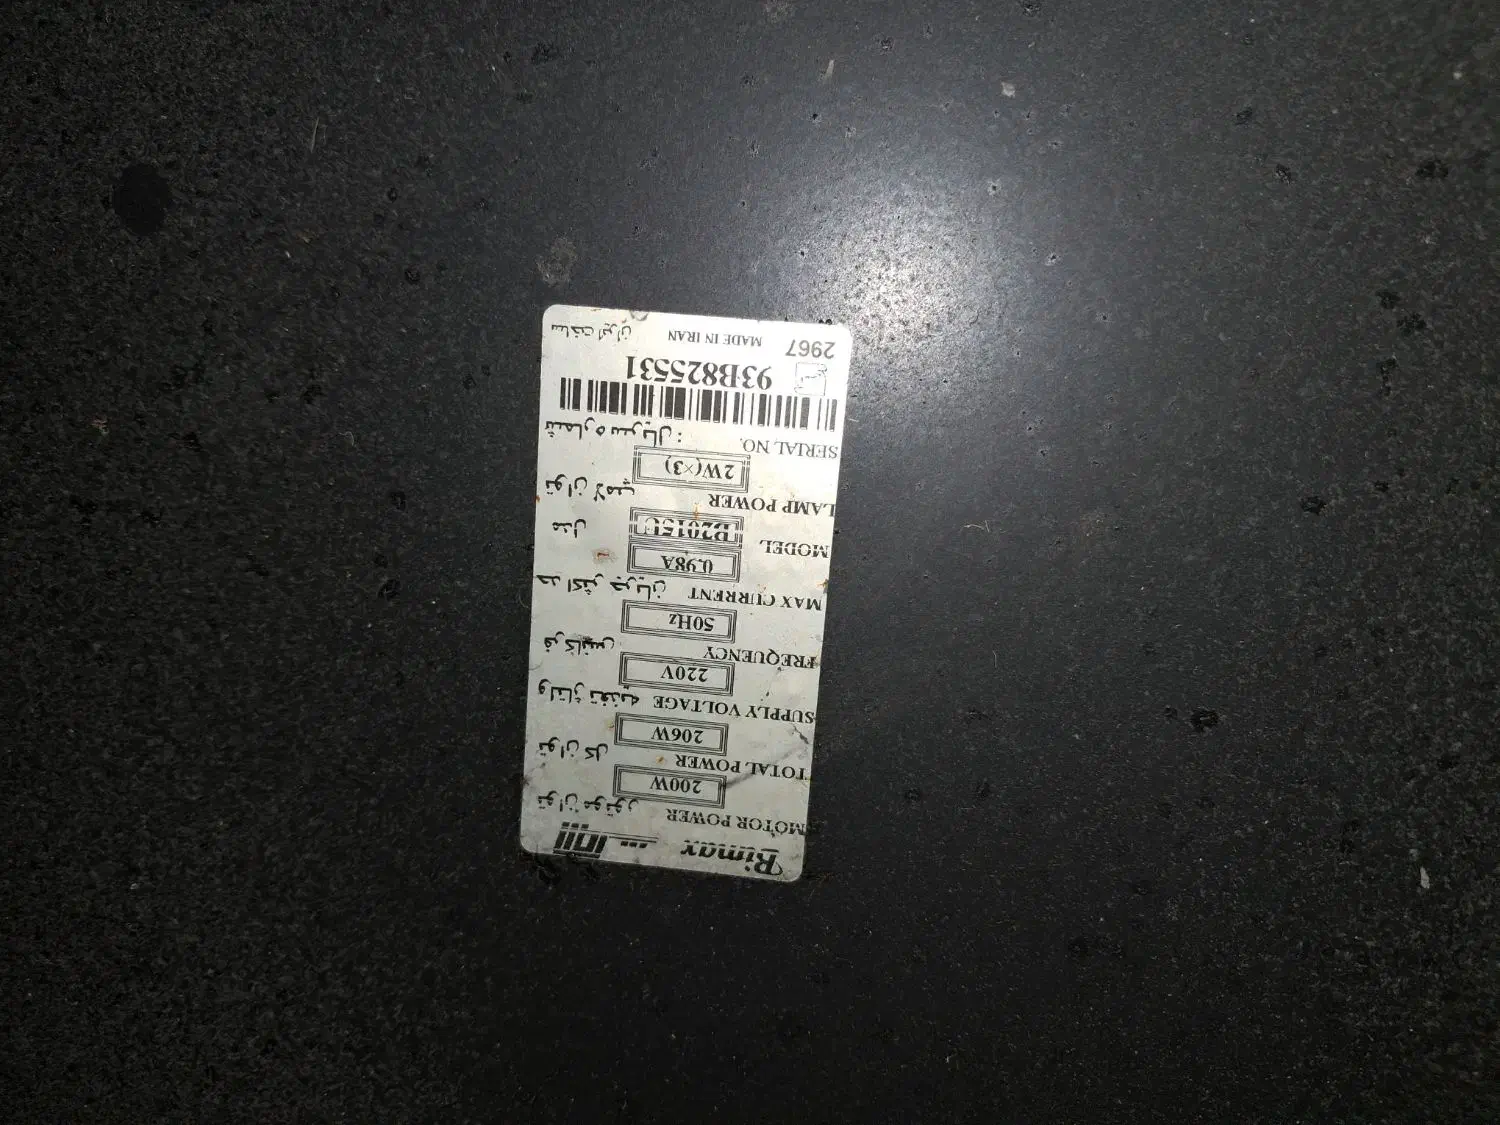 Bimax
MOTOR POWER توان موتور
200W
TOTAL POWER توان کل
206W
SUPPLY VOLTAGE ولتاژ تغذیه
220V
FREQUENCY فرکانس
50Hz
MAX CURRENT حداکثر جریان
0.98A
MODEL B2015U مدل
LAMP POWER توان لامپ
2W(×3)
SERIAL NO. شماره سریال :
93B825531
2967 MADE IN IRAN ساخت ایران